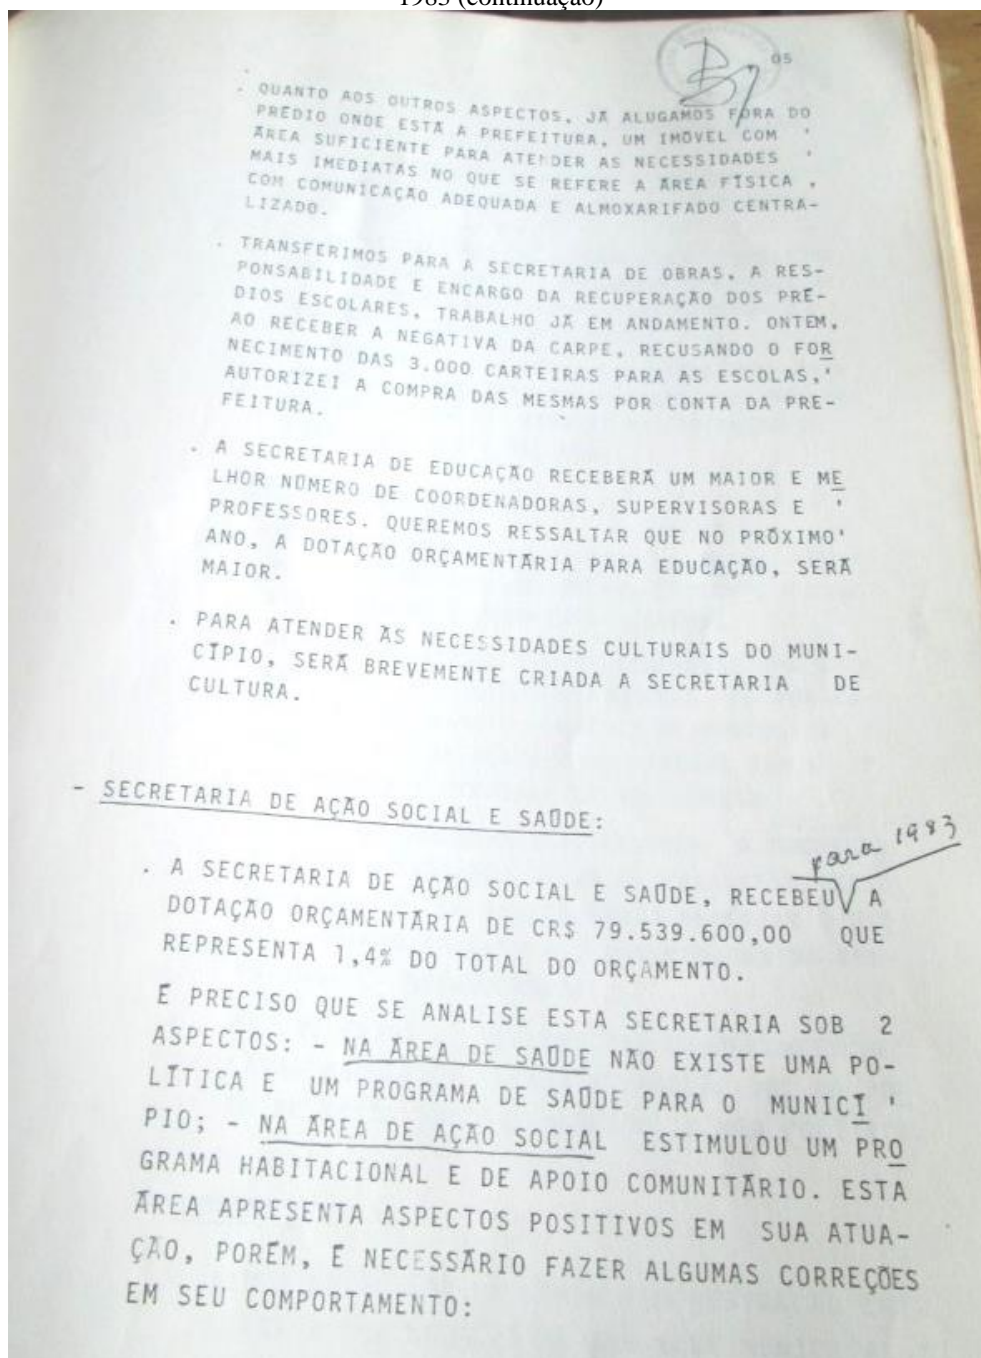 1983 (continuação)
05
. QUANTO AOS OUTROS ASPECTOS, JÁ ALUGAMOS FORA DO
PRÉDIO ONDE ESTÁ A PREFEITURA, UM IMÓVEL COM '
ÁREA SUFICIENTE PARA ATENDER AS NECESSIDADES '
MAIS IMEDIATAS NO QUE SE REFERE A ÁREA FÍSICA ,
COM COMUNICAÇÃO ADEQUADA E ALMOXARIFADO CENTRA-
LIZADO.
. TRANSFERIMOS PARA A SECRETARIA DE OBRAS, A RES-
PONSABILIDADE E ENCARGO DA RECUPERAÇÃO DOS PRÉ-
DIOS ESCOLARES, TRABALHO JÁ EM ANDAMENTO. ONTEM,
AO RECEBER A NEGATIVA DA CARPE, RECUSANDO O FOR
NECIMENTO DAS 3.000 CARTEIRAS PARA AS ESCOLAS,'
AUTORIZEI A COMPRA DAS MESMAS POR CONTA DA PRE-
FEITURA.
. A SECRETARIA DE EDUCAÇÃO RECEBERÁ UM MAIOR E ME
LHOR NÚMERO DE COORDENADORAS, SUPERVISORAS E '
PROFESSORES. QUEREMOS RESSALTAR QUE NO PRÓXIMO'
ANO, A DOTAÇÃO ORÇAMENTÁRIA PARA EDUCAÇÃO, SERÁ
MAIOR.
. PARA ATENDER ÀS NECESSIDADES CULTURAIS DO MUNI-
CÍPIO, SERÁ BREVEMENTE CRIADA A SECRETARIA DE
CULTURA.
- SECRETARIA DE AÇÃO SOCIAL E SAÚDE:
para 1983
. A SECRETARIA DE AÇÃO SOCIAL E SAÚDE, RECEBEU A
DOTAÇÃO ORÇAMENTÁRIA DE CR$ 79.539.600,00 QUE
REPRESENTA 1,4% DO TOTAL DO ORÇAMENTO.
É PRECISO QUE SE ANALISE ESTA SECRETARIA SOB 2
ASPECTOS: - NA ÁREA DE SAÚDE NÃO EXISTE UMA PO-
LÍTICA E UM PROGRAMA DE SAÚDE PARA O MUNICÍ '
PIO; - NA ÁREA DE AÇÃO SOCIAL ESTIMULOU UM PRO
GRAMA HABITACIONAL E DE APOIO COMUNITÁRIO. ESTA
ÁREA APRESENTA ASPECTOS POSITIVOS EM SUA ATUA-
ÇÃO, PORÉM, É NECESSÁRIO FAZER ALGUMAS CORREÇÕES
EM SEU COMPORTAMENTO: